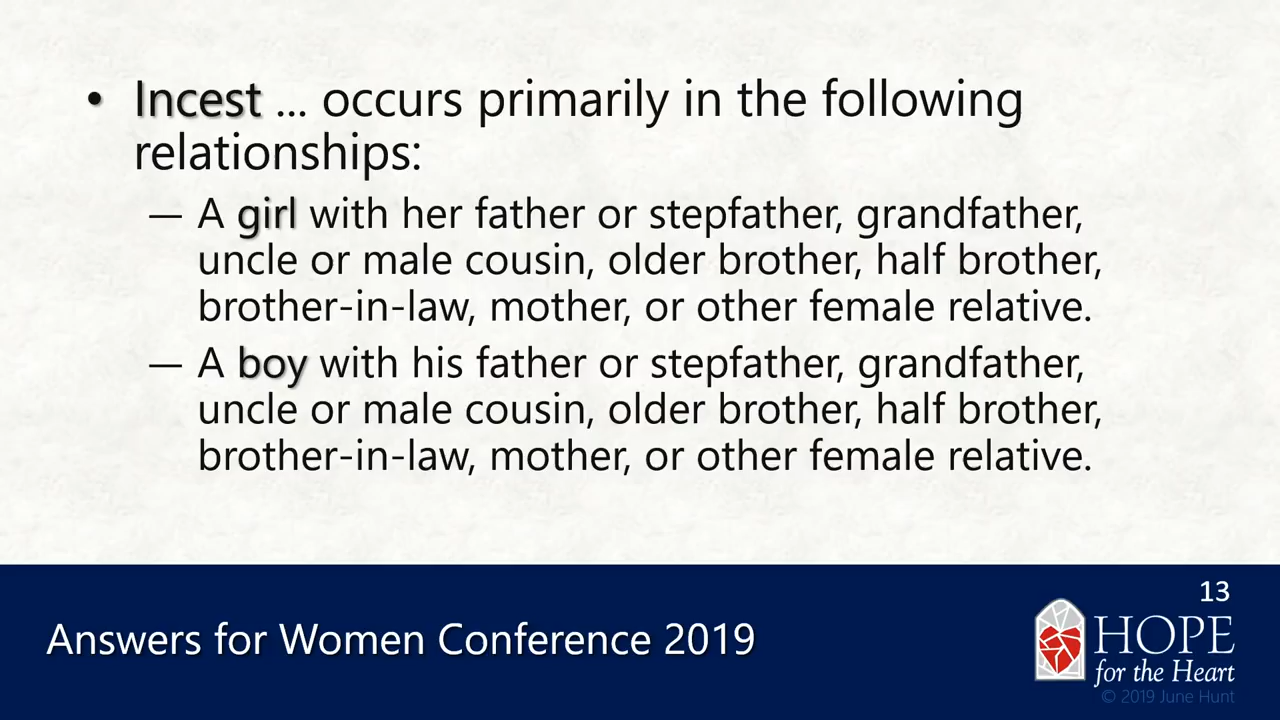 • Incest ... occurs primarily in the following
relationships:
— A girl with her father or stepfather, grandfather,
uncle or male cousin, older brother, half brother,
brother-in-law, mother, or other female relative.
— A boy with his father or stepfather, grandfather,
uncle or male cousin, older brother, half brother,
brother-in-law, mother, or other female relative.
13
Answers for Women Conference 2019
HOPE
for the Heart
© 2019 June Hunt